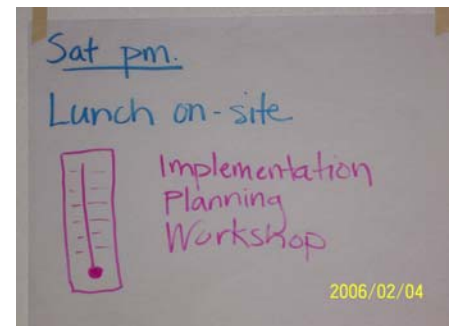 Sat pm.
Lunch on-site
Implementation
Planning
Workshop
2006/02/04